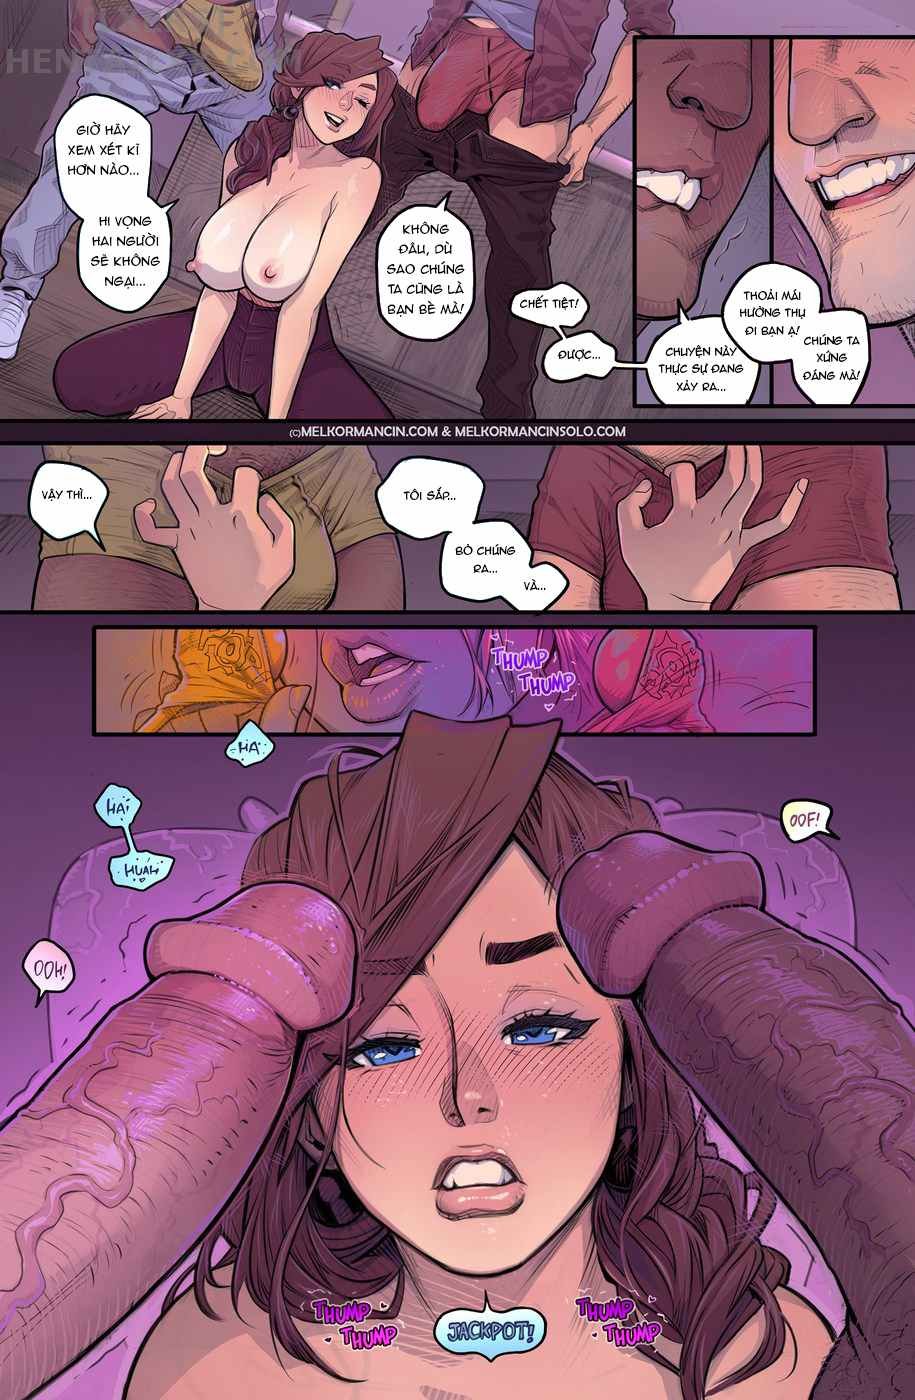 GIỜ HÃY
XEM XÉT KĨ
HƠN NÀO...
HI VỌNG
HAI NGƯỜI
SẼ KHÔNG
NGẠI...
KHÔNG
ĐÂU, DÙ
SAO CHÚNG
TA CŨNG LÀ
BẠN BÈ MÀ!
CHẾT TIỆT!
ĐƯỢC...
CHUYỆN NÀY
THỰC SỰ ĐANG
XẢY RA...
THOẢI MÁI
HƯỞNG THỤ
ĐI BẠN Ạ!
CHÚNG TA
XỨNG
ĐÁNG MÀ!
(C)MELKORMANCIN.COM & MELKORMANCINSOLO.COM
VẬY THÌ...
TÔI SẮP...
BỎ CHÚNG
RA...
VÀ...
THUMP
THUMP
HA
HA!
HUAH
OOF!
OOH!
THUMP
THUMP
JACKPOT!
THUMP
THUMP